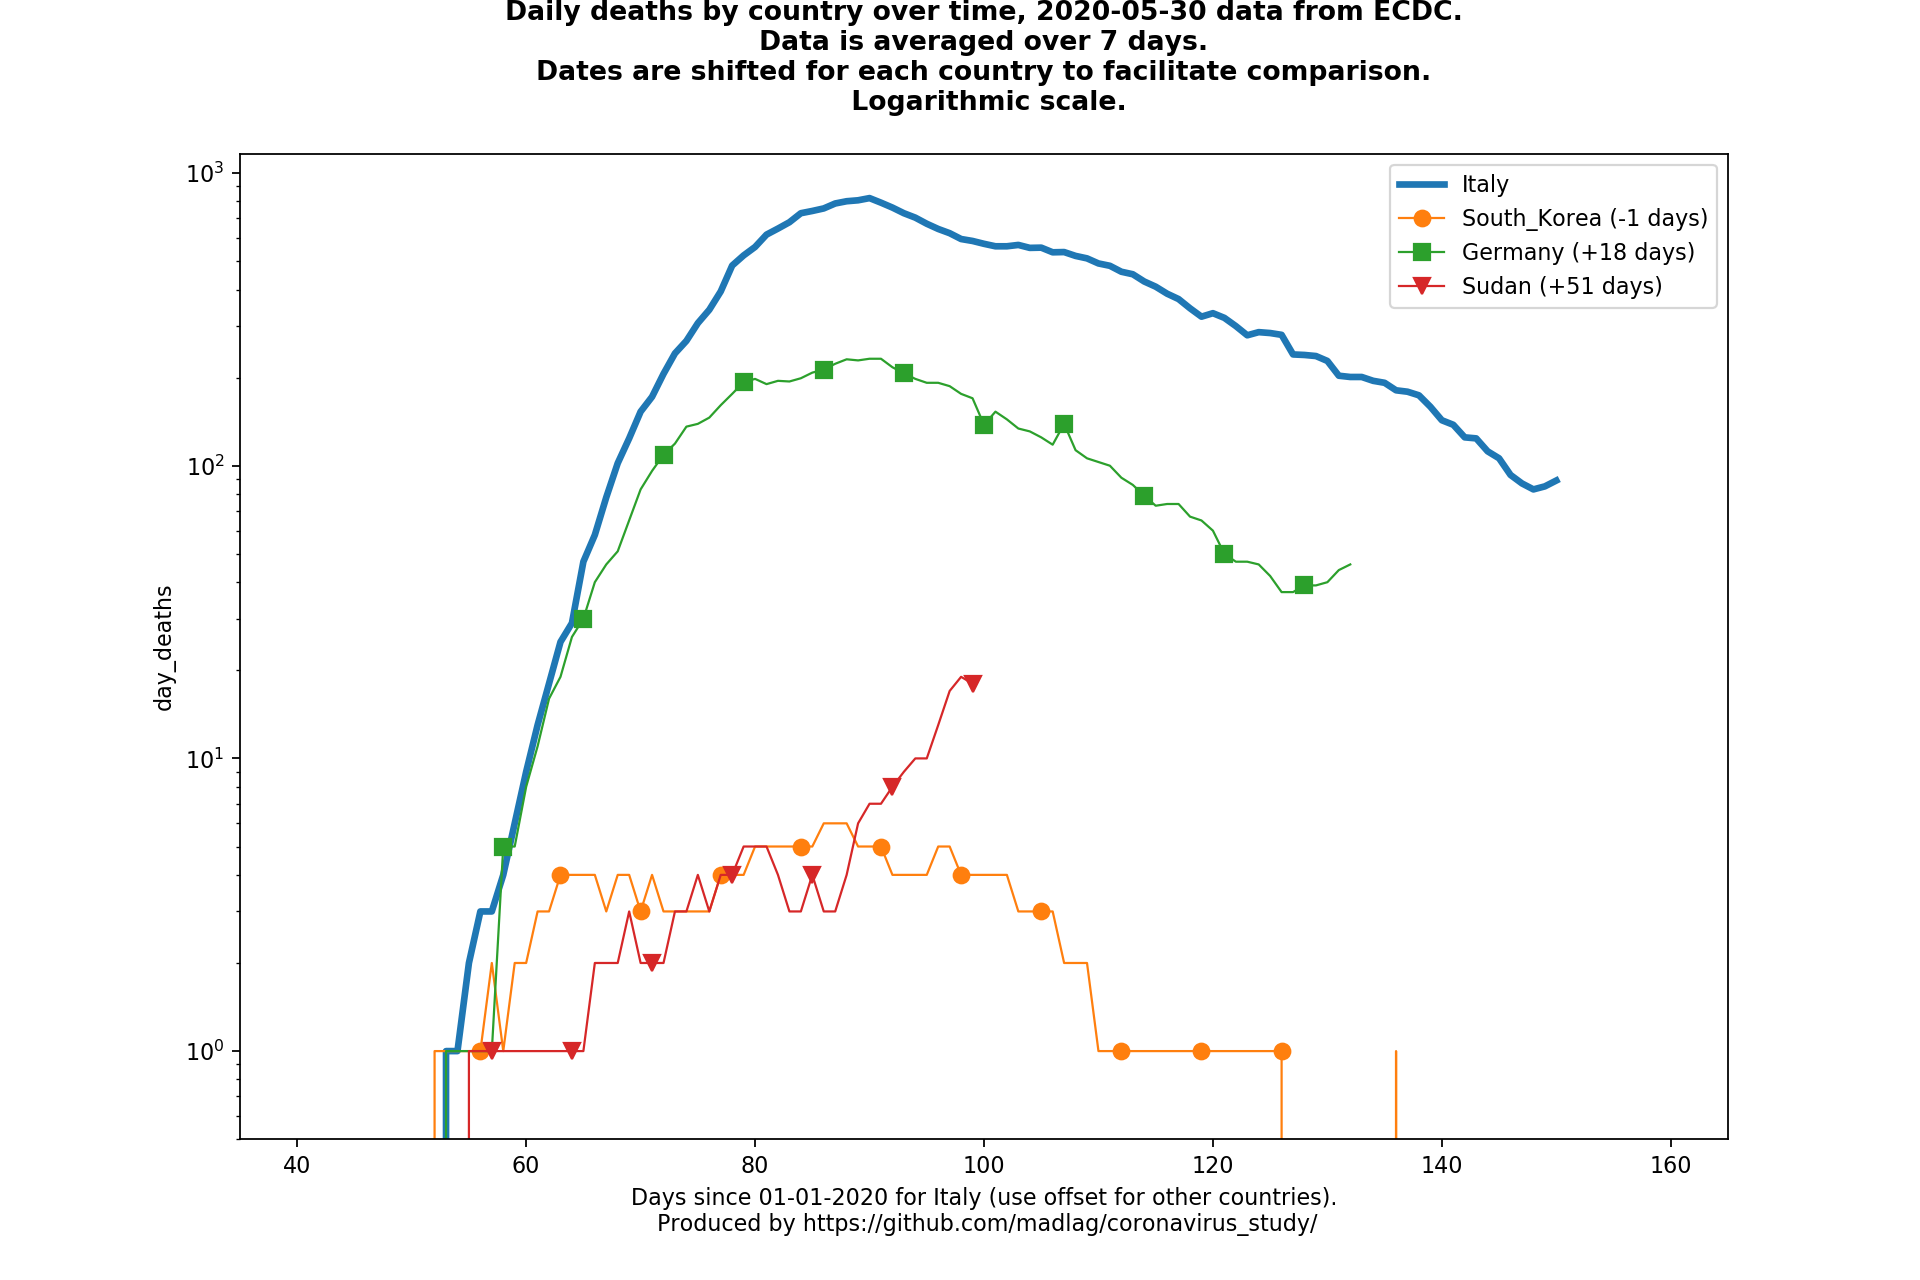 Daily deaths by country over time, 2020-05-30 data from ECDC.
Data is averaged over 7 days.
Dates are shifted for each country to facilitate comparison.
Logarithmic scale.
10³
10²
10¹
10⁰
day_deaths
Italy
South_Korea (-1 days)
Germany (+18 days)
Sudan (+51 days)
40 60 80 100 120 140 160
Days since 01-01-2020 for Italy (use offset for other countries).
Produced by https://github.com/madlag/coronavirus_study/